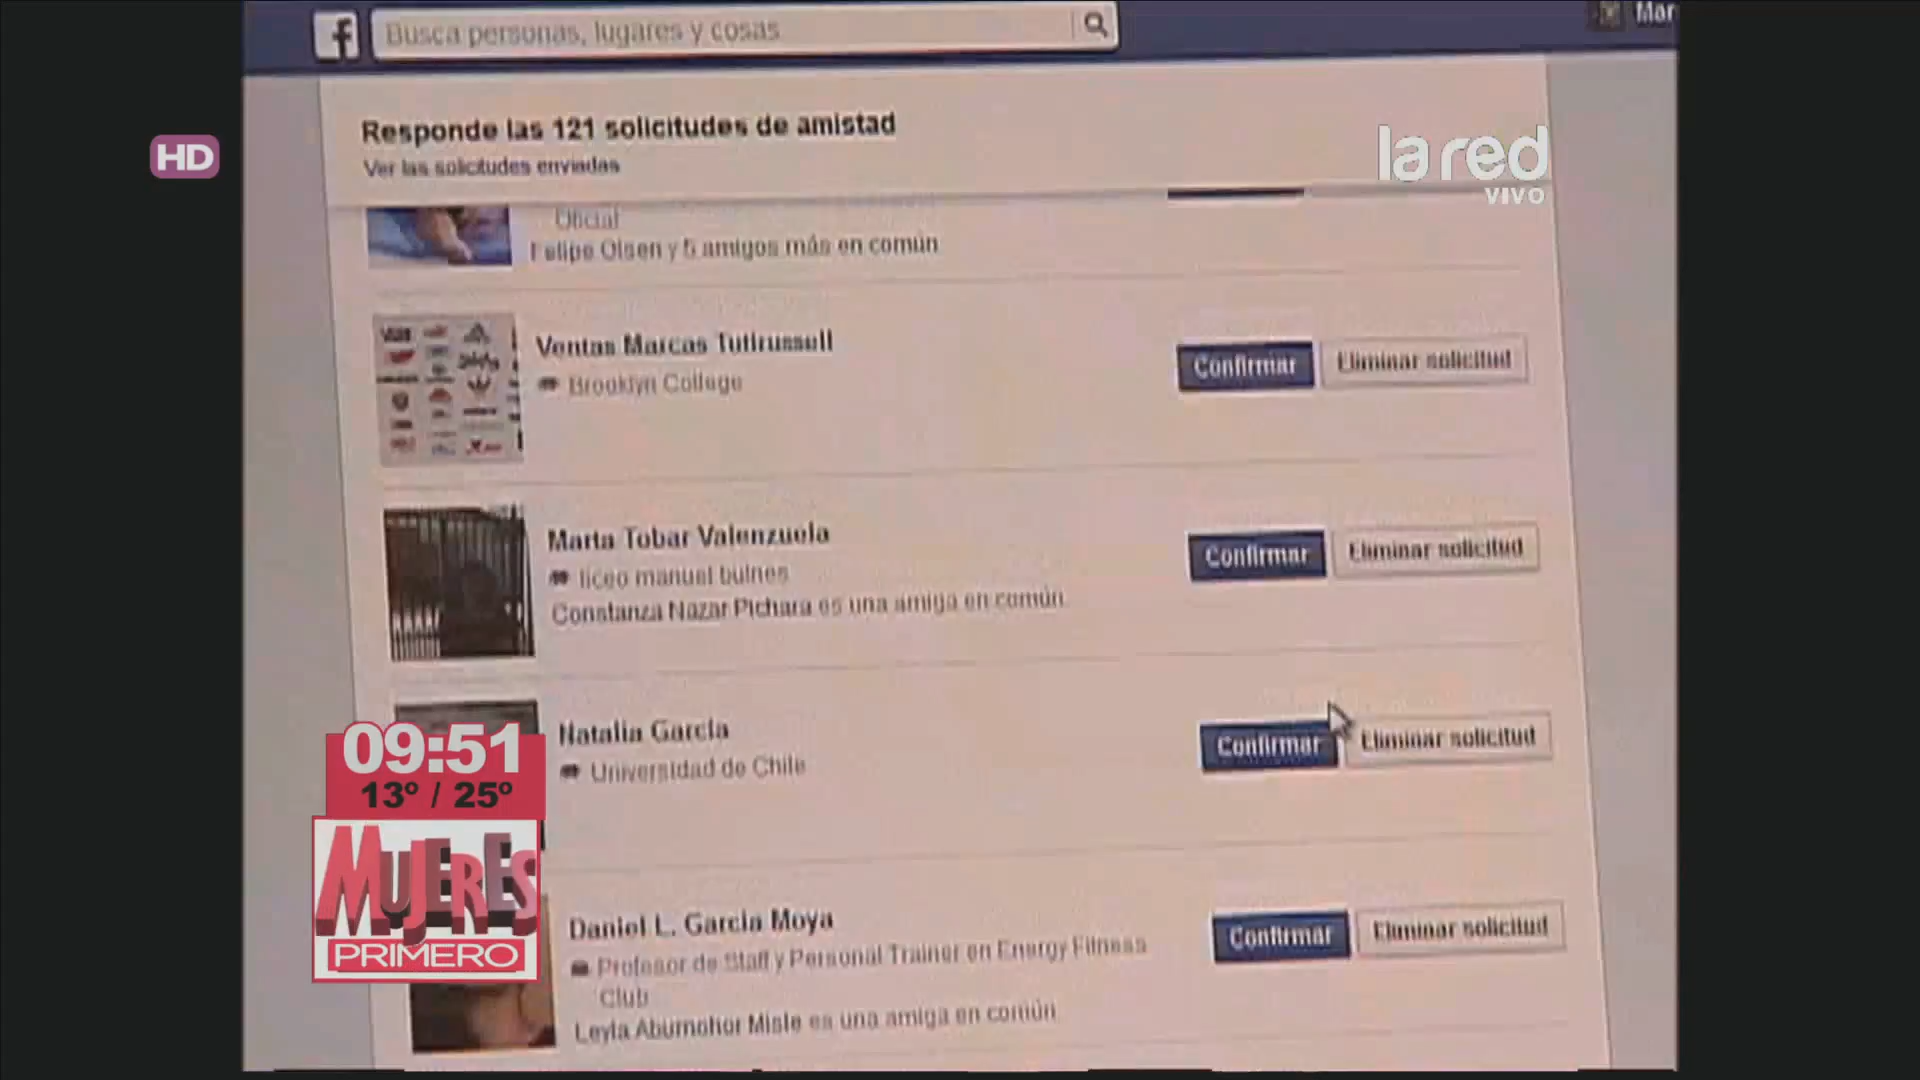 Busca personas, lugares y cosas
Mar
HD
Responde las 121 solicitudes de amistad
Ver las solicitudes enviadas
la red
VIVO
Oficial
Felipe Olsen y 5 amigos más en común
Ventas Marcas Tutirussell
Brooklyn College
Confirmar
Eliminar solicitud
Marta Tobar Valenzuela
liceo manuel bulnes
Constanza Nazar Pichara es una amiga en común
Confirmar
Eliminar solicitud
Natalia García
Universidad de Chile
Confirmar
Eliminar solicitud
09:51
13º / 25º
MUJERES
PRIMERO
Daniel L. Garcia Moya
Profesor de Staff y Personal Trainer en Energy Fitness
Club
Leyla Abumohor Misle es una amiga en común
Confirmar
Eliminar solicitud